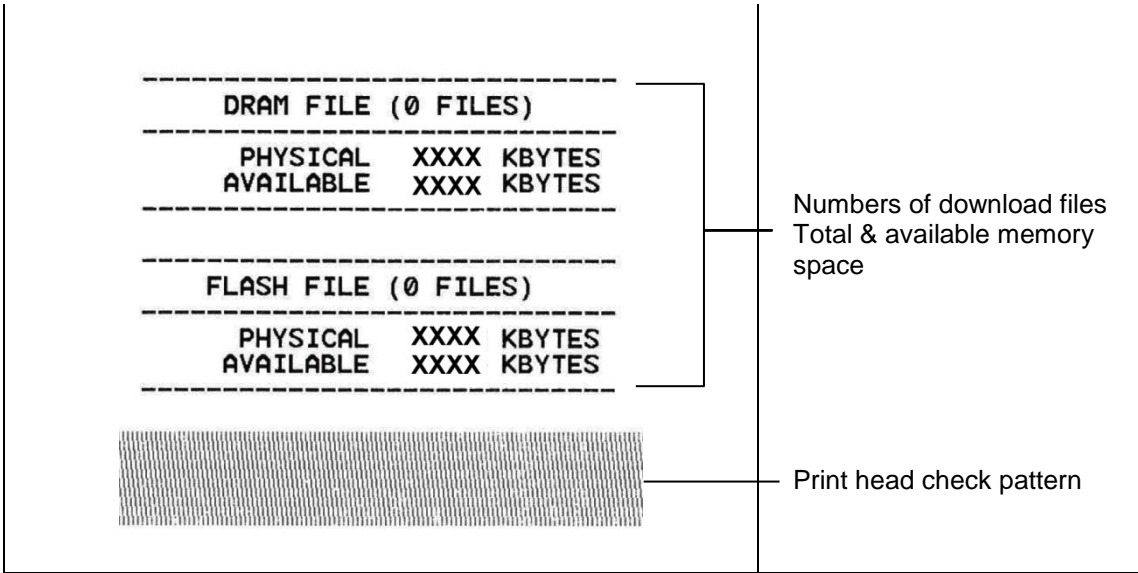 DRAM FILE (0 FILES)
PHYSICAL XXXX KBYTES
AVAILABLE XXXX KBYTES
FLASH FILE (0 FILES)
PHYSICAL XXXX KBYTES
AVAILABLE XXXX KBYTES
Numbers of download files
Total & available memory
space
Print head check pattern